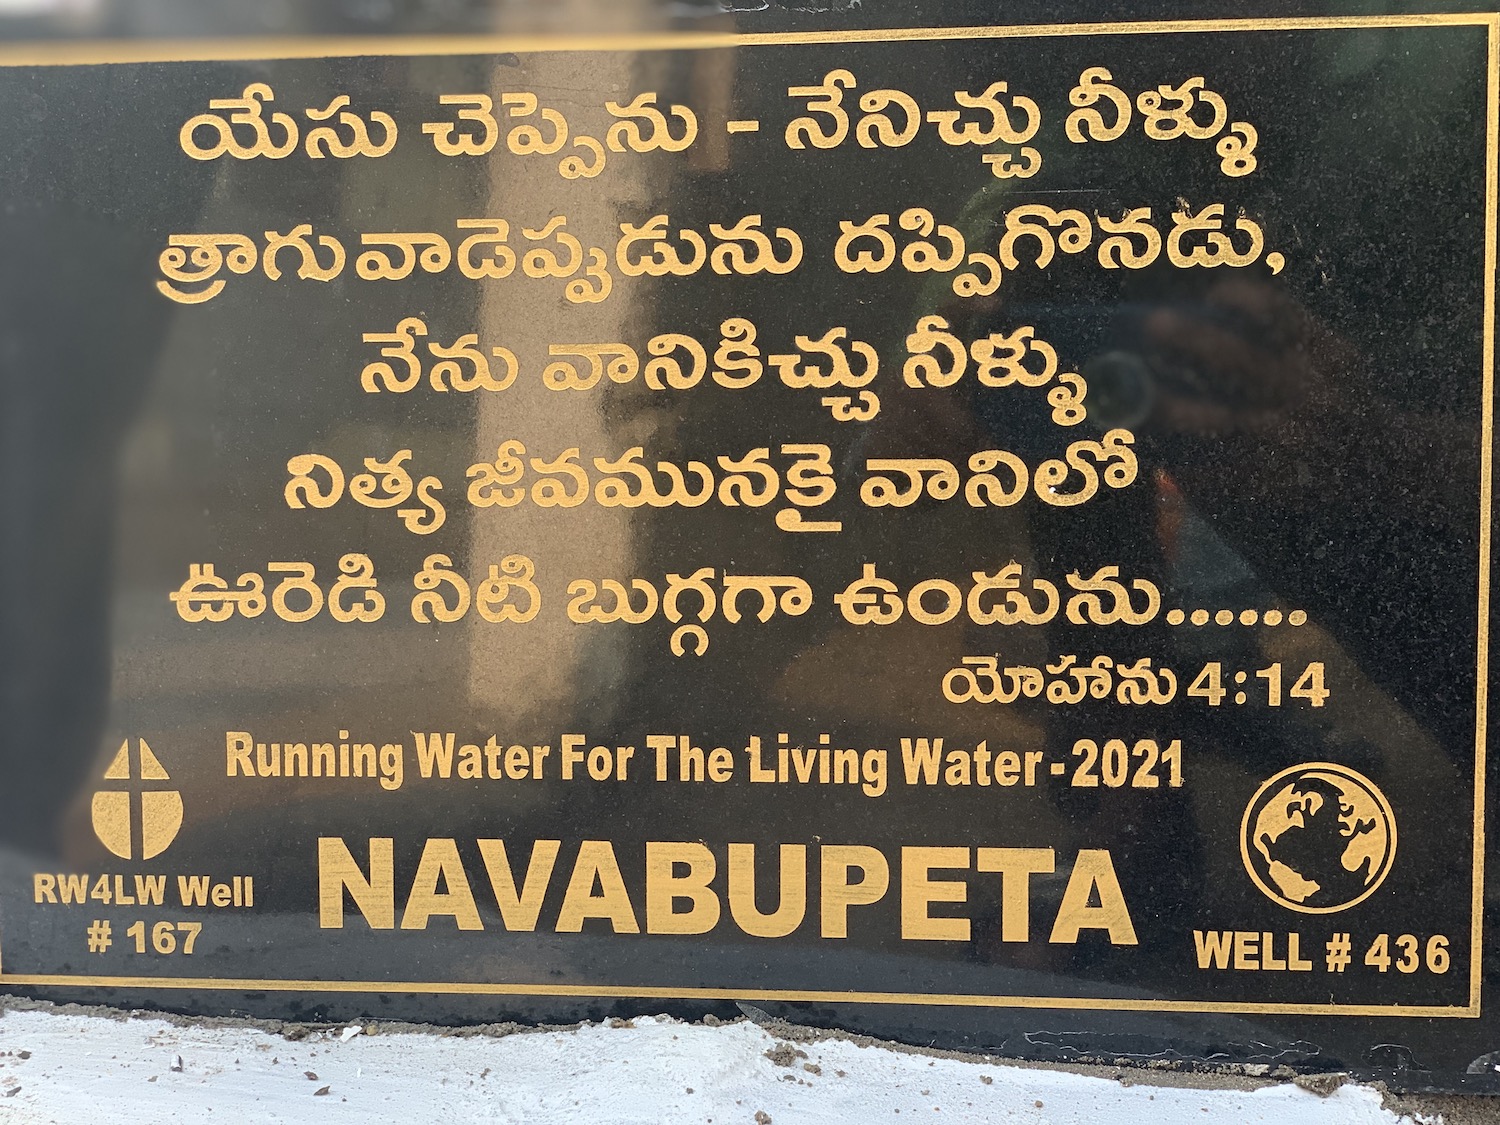 యేసు చెప్పెను - నేనిచ్చు నీళ్ళు
త్రాగువాడెప్పుడును దప్పిగొనడు,
నేను వానికిచ్చు నీళ్ళు
నిత్య జీవమునకై వానిలో
ఊరెడి నీటి బుగ్గగా ఉండును......
యోహాను 4:14
Running Water For The Living Water - 2021
NAVABUPETA
RW4LW Well
# 167
WELL # 436